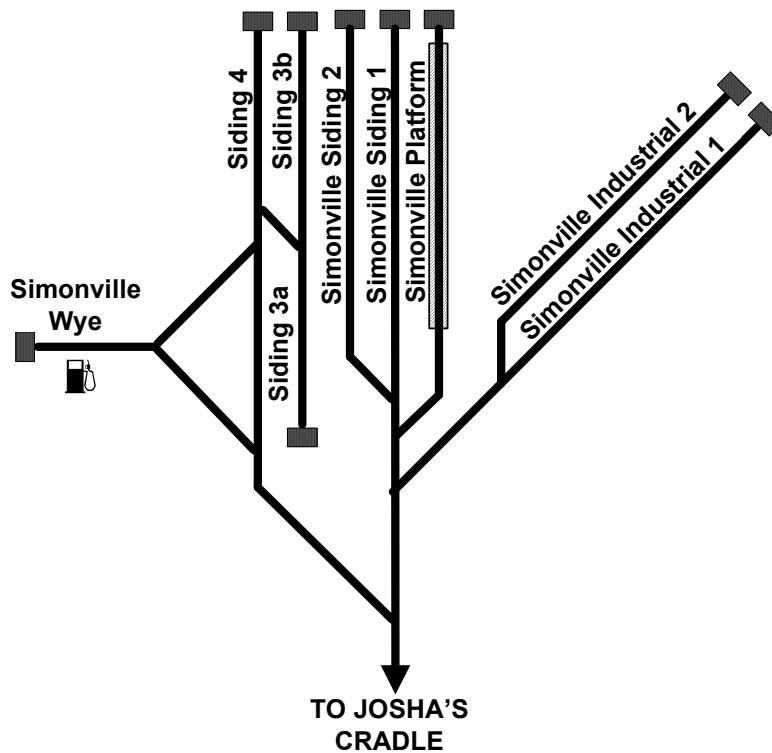 Siding 4
Siding 3b
Simonville Siding 2
Simonville Siding 1
Simonville Platform
Simonville Industrial 2
Simonville Industrial 1
Simonville
Wye
Siding 3a
TO JOSHA'S
CRADLE